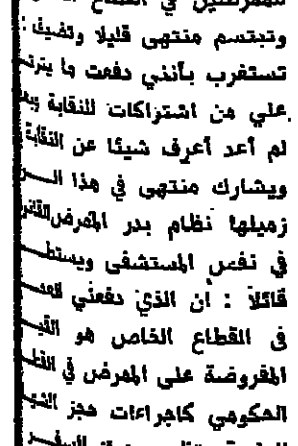 وتبتسم منتهى قليلا وتضيف :
تستغرب بأنني دفعت ما يترتب
علي من اشتراكات للنقابة
لم أعد أعرف شيئا عن النقابة
ويشارك منتهى في هذا
زميلها نظام بدر الممرض
في نفس المستشفى
قائلا : أن الذي دفعني
فى القطاع الخاص هو
المفروضة على الممرض في
الحكومي كاجراءات حجز